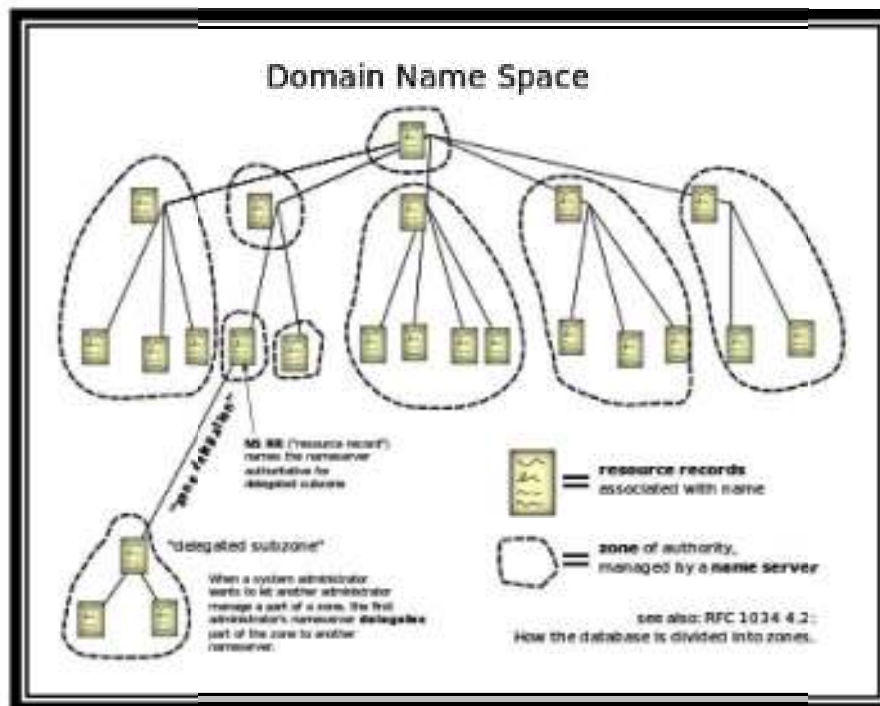 Domain Name Space
"zone delegation"
NS RR ("resource record")
names the nameserver
authoritative for
delegated subzone
resource records
associated with name
"delegated subzone"
zone of authority,
managed by a name server
When a system administrator
wants to let another administrator
manage a part of a zone, the first
administrator's nameserver delegates
part of the zone to another
nameserver.
see also: RFC 1034 4.2:
How the database is divided into zones.